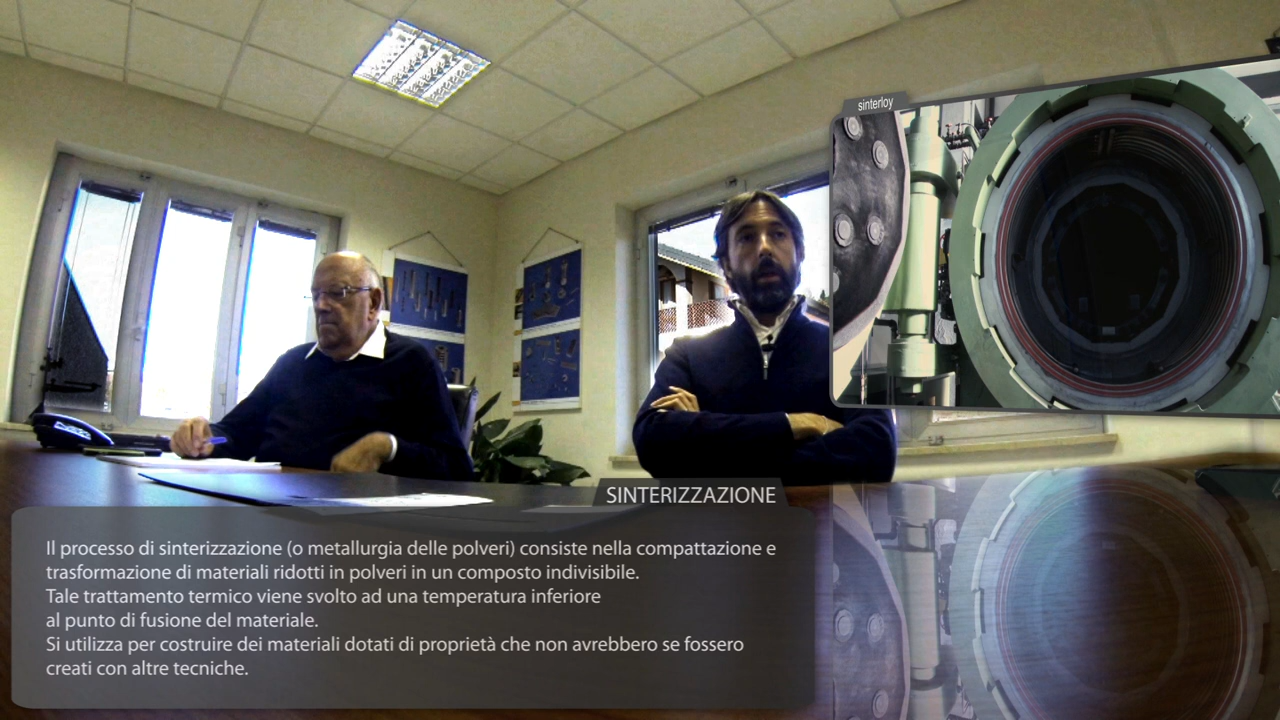 sinterloy
SINTERIZZAZIONE
Il processo di sinterizzazione (o metallurgia delle polveri) consiste nella compattazione e
trasformazione di materiali ridotti in polveri in un composto indivisibile.
Tale trattamento termico viene svolto ad una temperatura inferiore
al punto di fusione del materiale.
Si utilizza per costruire dei materiali dotati di proprietà che non avrebbero se fossero
creati con altre tecniche.